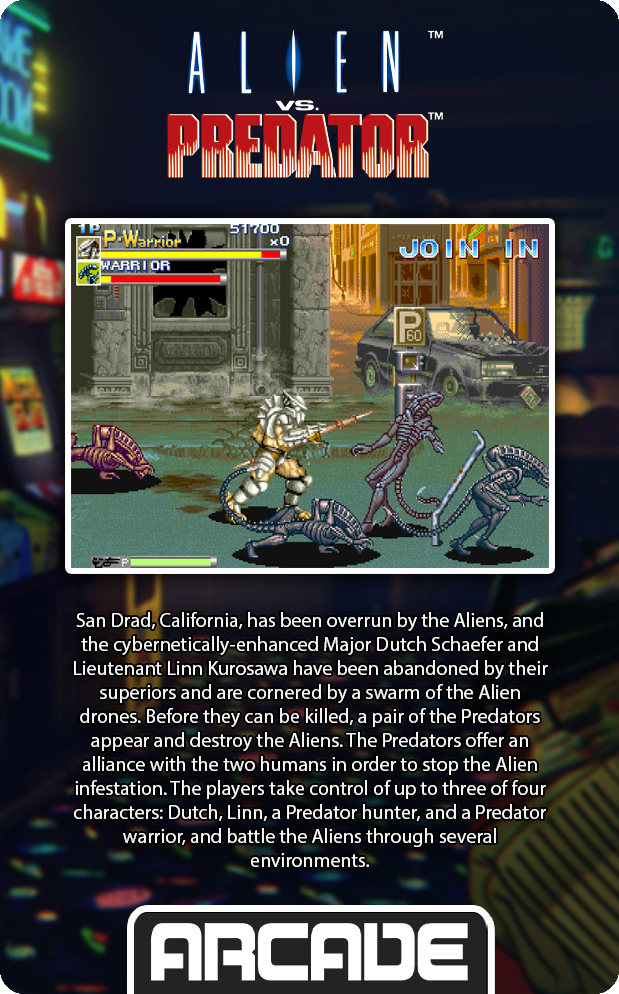 ALIEN™
VS.
PREDATOR™
1P
51700
P-Warrior
x0
JOIN IN
WARRIOR
P
60
P
San Drad, California, has been overrun by the Aliens, and
the cybernetically-enhanced Major Dutch Schaefer and
Lieutenant Linn Kurosawa have been abandoned by their
superiors and are cornered by a swarm of the Alien
drones. Before they can be killed, a pair of the Predators
appear and destroy the Aliens. The Predators offer an
alliance with the two humans in order to stop the Alien
infestation. The players take control of up to three of four
characters: Dutch, Linn, a Predator hunter, and a Predator
warrior, and battle the Aliens through several
environments.
ARCADE